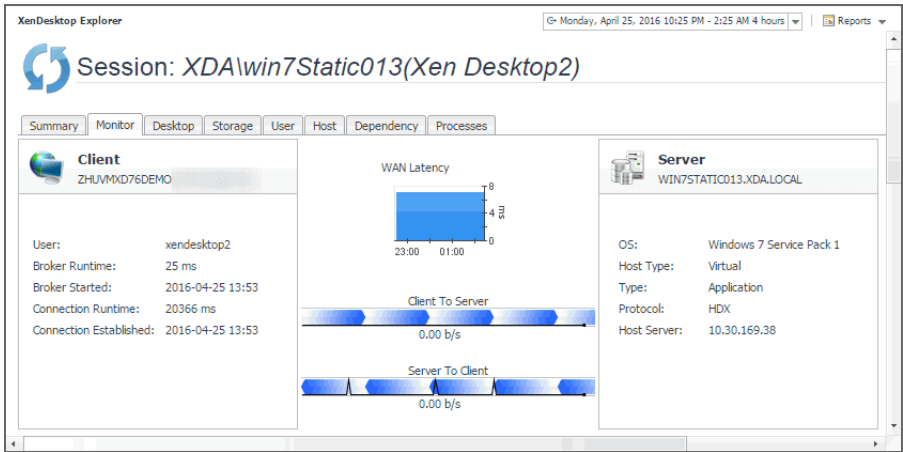 XenDesktop Explorer
Monday, April 25, 2016 10:25 PM - 2:25 AM 4 hours
Reports
Session: XDA\win7Static013(Xen Desktop2)
Summary Monitor Desktop Storage User Host Dependency Processes
Client
ZHUVMXD76DEMO
WAN Latency
8
4
0
ms
23:00 01:00
Server
WIN7STATIC013.XDA.LOCAL
User: xendesktop2
Broker Runtime: 25 ms
Broker Started: 2016-04-25 13:53
Connection Runtime: 20366 ms
Connection Established: 2016-04-25 13:53
Client To Server
0.00 b/s
Server To Client
0.00 b/s
OS: Windows 7 Service Pack 1
Host Type: Virtual
Type: Application
Protocol: HDX
Host Server: 10.30.169.38